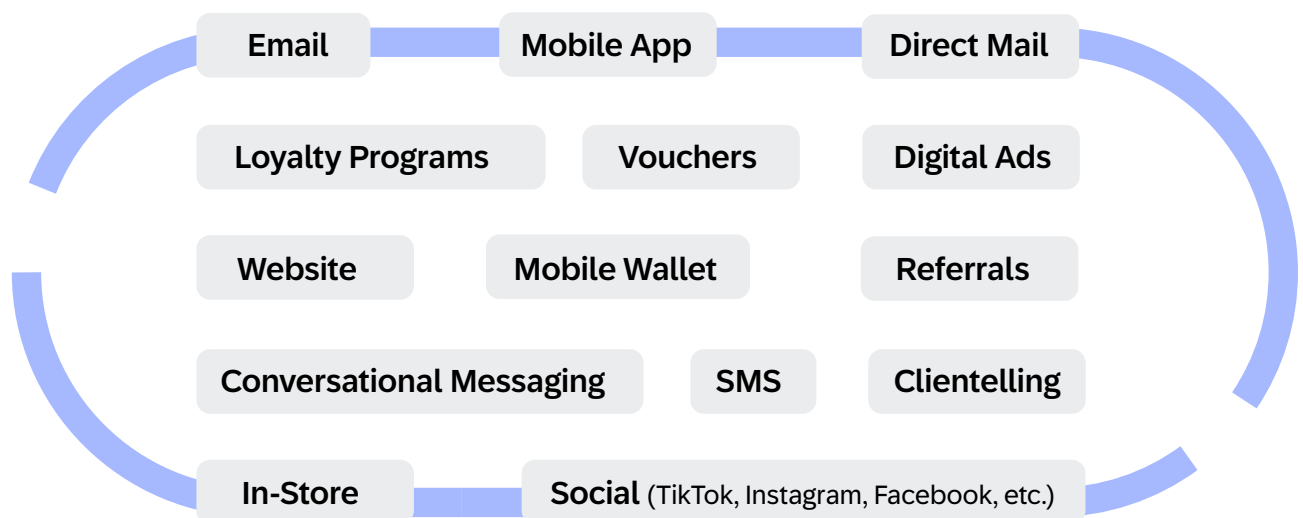 Email Mobile App Direct Mail
Loyalty Programs Vouchers Digital Ads
Website Mobile Wallet Referrals
Conversational Messaging SMS Clientelling
In-Store Social (TikTok, Instagram, Facebook, etc.)